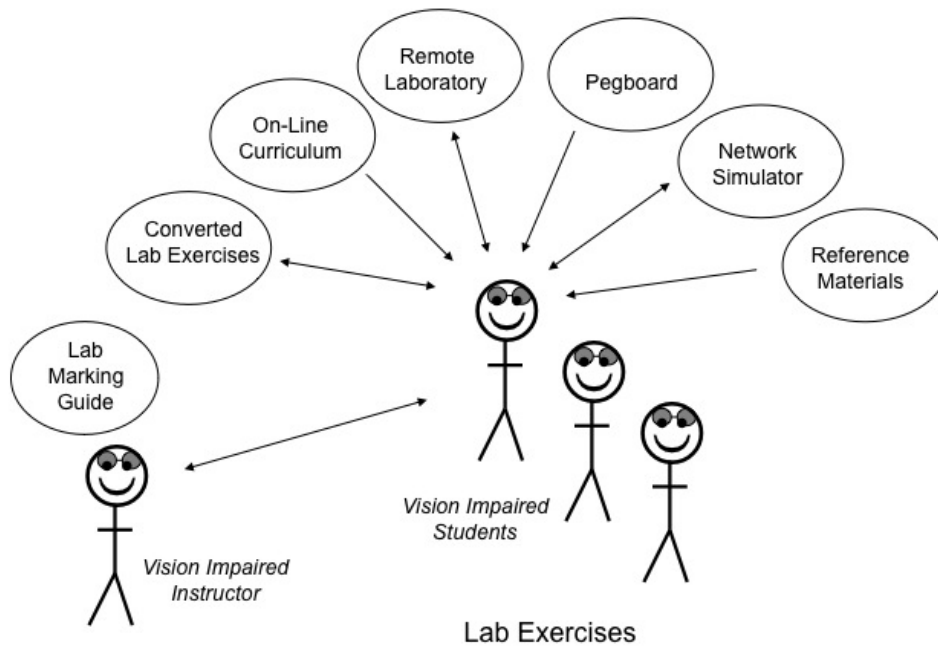 Remote
Laboratory
Pegboard
On-Line
Curriculum
Network
Simulator
Converted
Lab Exercises
Reference
Materials
Lab
Marking
Guide
Vision Impaired
Students
Vision Impaired
Instructor
Lab Exercises